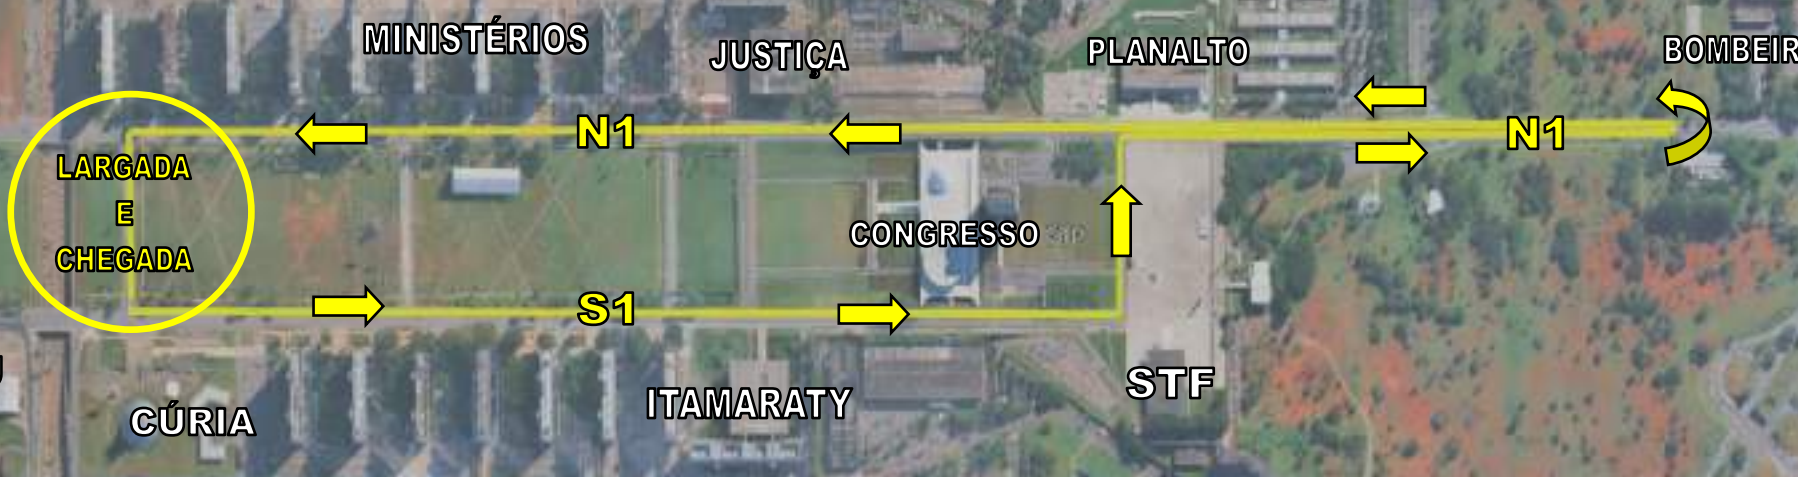 MINISTÉRIOS
JUSTIÇA
PLANALTO
BOMBEIR
N1
N1
LARGADA
E
CHEGADA
CONGRESSO
S1
STF
ITAMARATY
CÚRIA